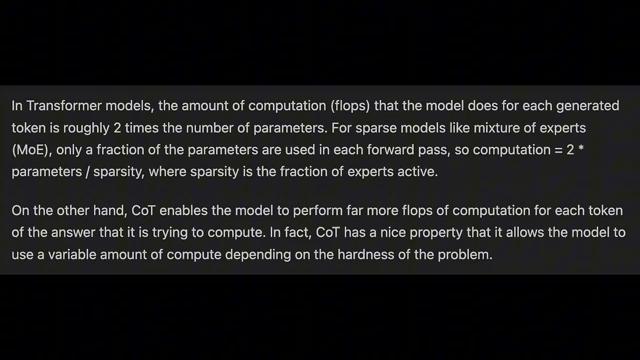 In Transformer models, the amount of computation (flops) that the model does for each generated
token is roughly 2 times the number of parameters. For sparse models like mixture of experts
(MoE), only a fraction of the parameters are used in each forward pass, so computation = 2 *
parameters / sparsity, where sparsity is the fraction of experts active.
On the other hand, CoT enables the model to perform far more flops of computation for each token
of the answer that it is trying to compute. In fact, CoT has a nice property that it allows the model to
use a variable amount of compute depending on the hardness of the problem.